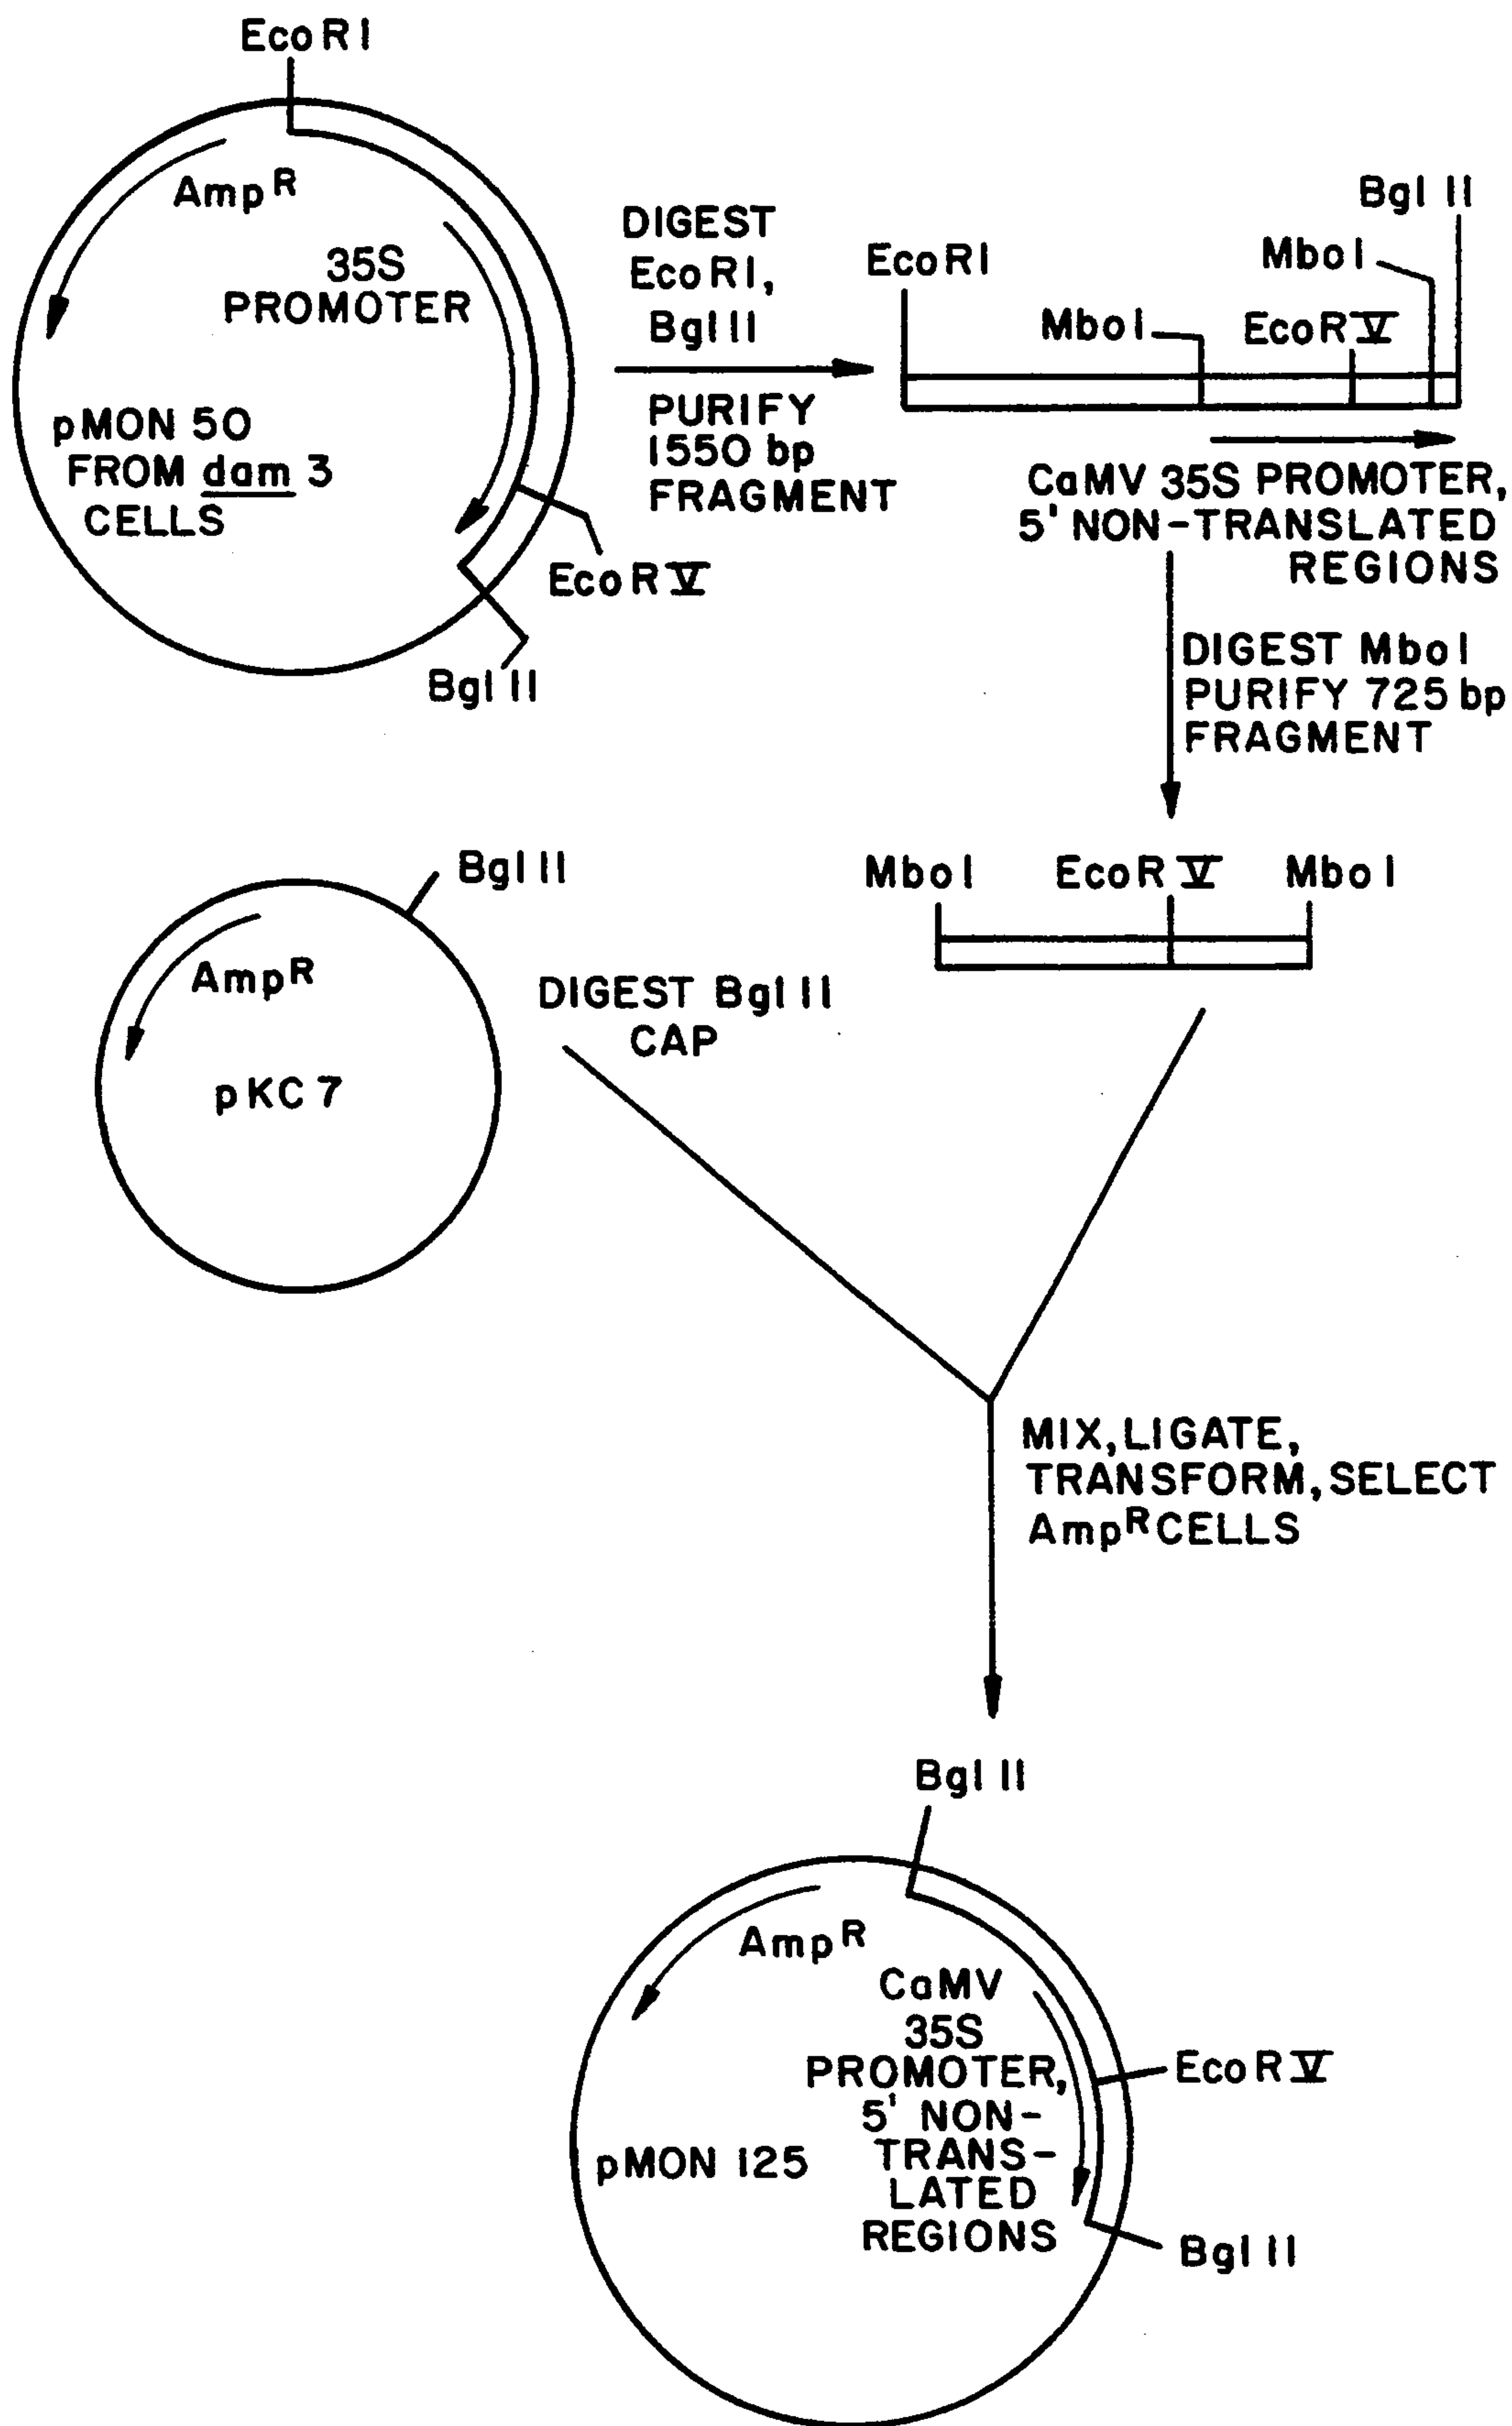 EcoRI
AmpR
35S
PROMOTER
pMON 50
FROM dam 3
CELLS
EcoRV
BglII
DIGEST
EcoRI,
BglII
PURIFY
1550 bp
FRAGMENT
EcoRI
MboI
EcoRV
MboI
BglII
CaMV 35S PROMOTER,
5' NON-TRANSLATED
REGIONS
DIGEST MboI
PURIFY 725 bp
FRAGMENT
MboI
EcoRV
MboI
BglII
AmpR
pKC7
DIGEST BglII
CAP
MIX, LIGATE,
TRANSFORM, SELECT
AmpR CELLS
BglII
AmpR
CaMV
35S
PROMOTER,
5' NON-
TRANS-
LATED
REGIONS
pMON 125
EcoRV
BglII